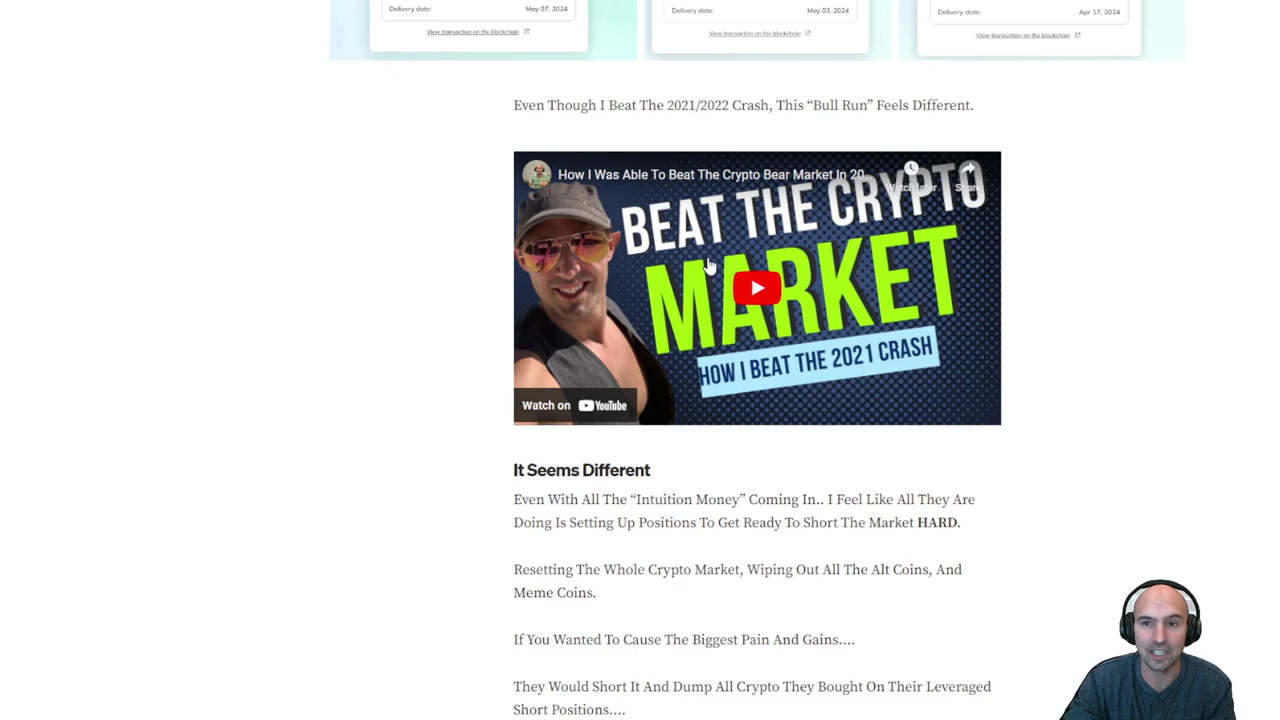 Delivery date: May 07, 2024
View transaction on the blockchain
Delivery date: May 03, 2024
View transaction on the blockchain
Delivery date: Apr 17, 2024
View transaction on the blockchain
Even Though I Beat The 2021/2022 Crash, This “Bull Run” Feels Different.
How I Was Able To Beat The Crypto Bear Market In 20...
Watch later
Share
BEAT THE CRYPTO
MARKET
HOW I BEAT THE 2021 CRASH
Watch on YouTube
It Seems Different
Even With All The “Intuition Money” Coming In.. I Feel Like All They Are
Doing Is Setting Up Positions To Get Ready To Short The Market HARD.
Resetting The Whole Crypto Market, Wiping Out All The Alt Coins, And
Meme Coins.
If You Wanted To Cause The Biggest Pain And Gains....
They Would Short It And Dump All Crypto They Bought On Their Leveraged
Short Positions....